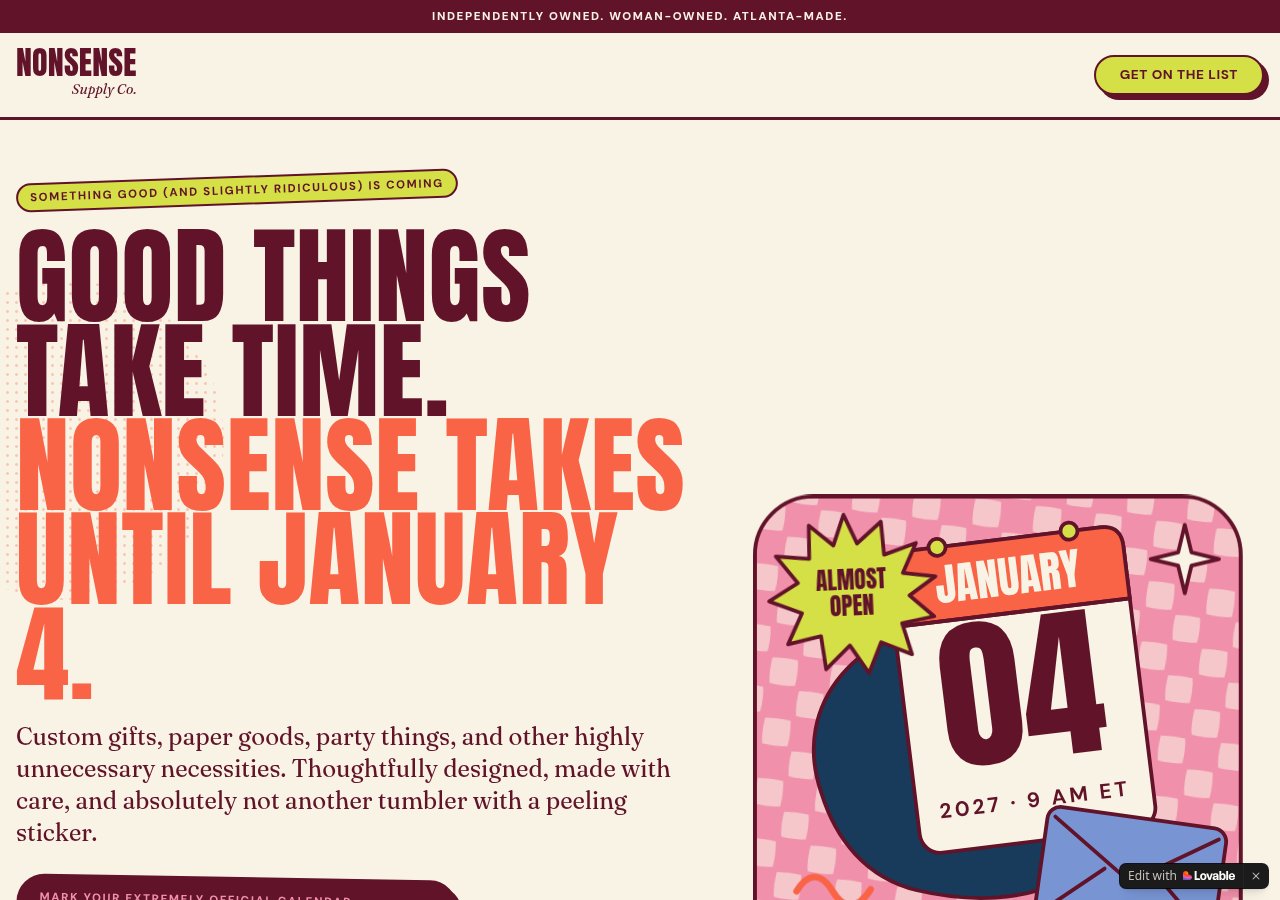 INDEPENDENTLY OWNED. WOMAN-OWNED. ATLANTA-MADE.
NONSENSE
Supply Co.
GET ON THE LIST
SOMETHING GOOD (AND SLIGHTLY RIDICULOUS) IS COMING
GOOD THINGS
TAKE TIME.
NONSENSE TAKES
UNTIL JANUARY
4.
Custom gifts, paper goods, party things, and other highly
unnecessary necessities. Thoughtfully designed, made with
care, and absolutely not another tumbler with a peeling
sticker.
MARK YOUR EXTREMELY OFFICIAL CALENDAR
ALMOST
OPEN
JANUARY
04
2027 · 9 AM ET
Edit with Lovable ×